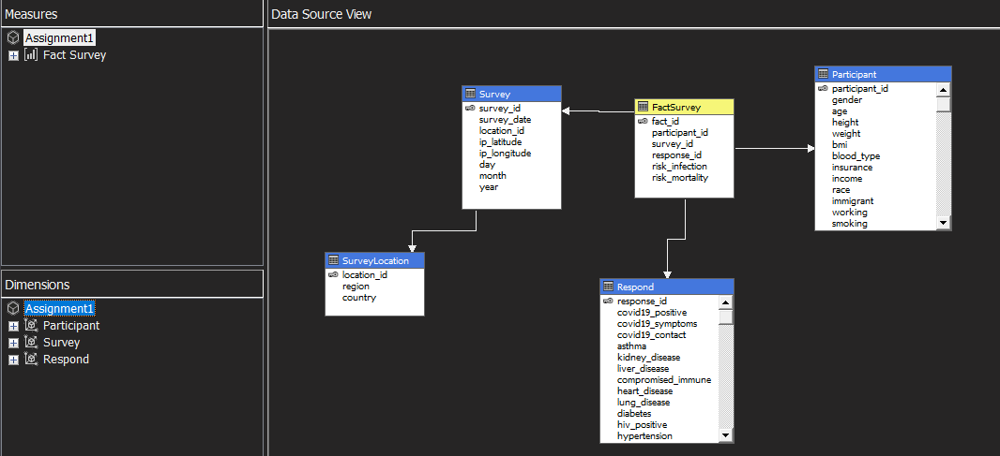 Measures
Assignment1
Fact Survey
Dimensions
Assignment1
Participant
Survey
Respond
Data Source View
Survey
survey_id
survey_date
location_id
ip_latitude
ip_longitude
day
month
year
FactSurvey
fact_id
participant_id
survey_id
response_id
risk_infection
risk_mortality
Participant
participant_id
gender
age
height
weight
bmi
blood_type
insurance
income
race
immigrant
working
smoking
SurveyLocation
location_id
region
country
Respond
response_id
covid19_positive
covid19_symptoms
covid19_contact
asthma
kidney_disease
liver_disease
compromised_immune
heart_disease
lung_disease
diabetes
hiv_positive
hypertension